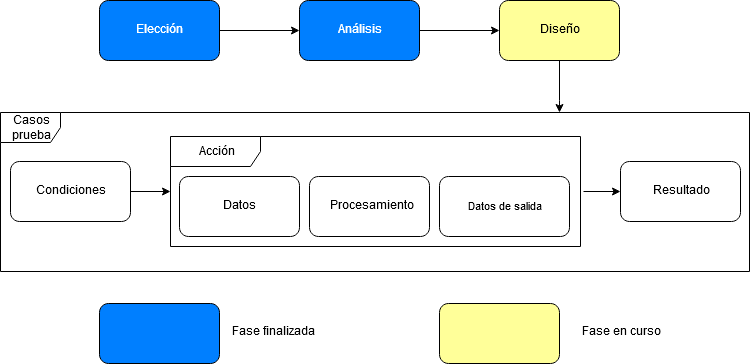 Elección
Análisis
Diseño
Casos
prueba
Acción
Condiciones
Datos
Procesamiento
Datos de salida
Resultado
Fase finalizada
Fase en curso